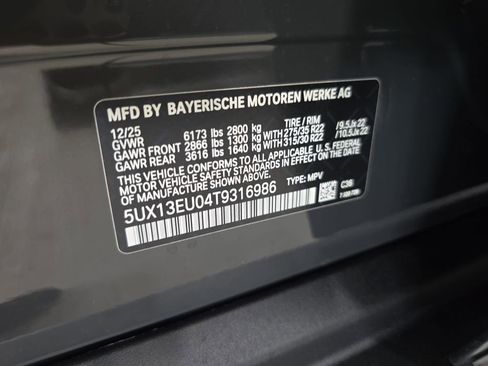 MFD BY BAYERISCHE MOTOREN WERKE AG
12/25 TIRE / RIM
GVWR 6173 lbs 2800 kg
GAWR FRONT 2866 lbs 1300 kg WITH 275/35 R22 / 9.5Jx22
GAWR REAR 3616 lbs 1640 kg WITH 315/30 R22 / 10.5Jx22
THIS VEHICLE CONFORMS TO ALL APPLICABLE U.S. FEDERAL
MOTOR VEHICLE SAFETY STANDARDS IN EFFECT ON THE
DATE OF MANUFACTURE SHOWN ABOVE.
5UX13EU04T9316986 TYPE: MPV
C36